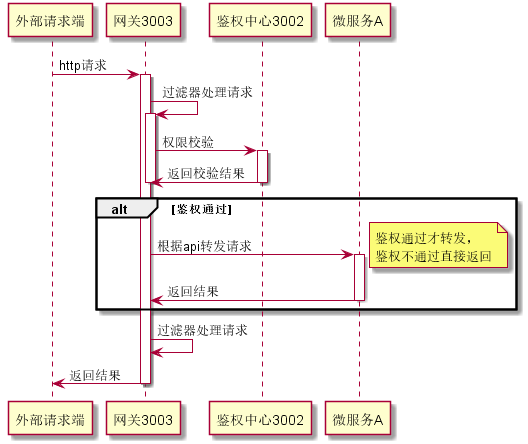 外部请求端 网关3003 鉴权中心3002 微服务A
http请求
过滤器处理请求
权限校验
返回校验结果
alt [鉴权通过]
鉴权通过才转发，
鉴权不通过直接返回
根据api转发请求
返回结果
过滤器处理请求
返回结果
外部请求端 网关3003 鉴权中心3002 微服务A